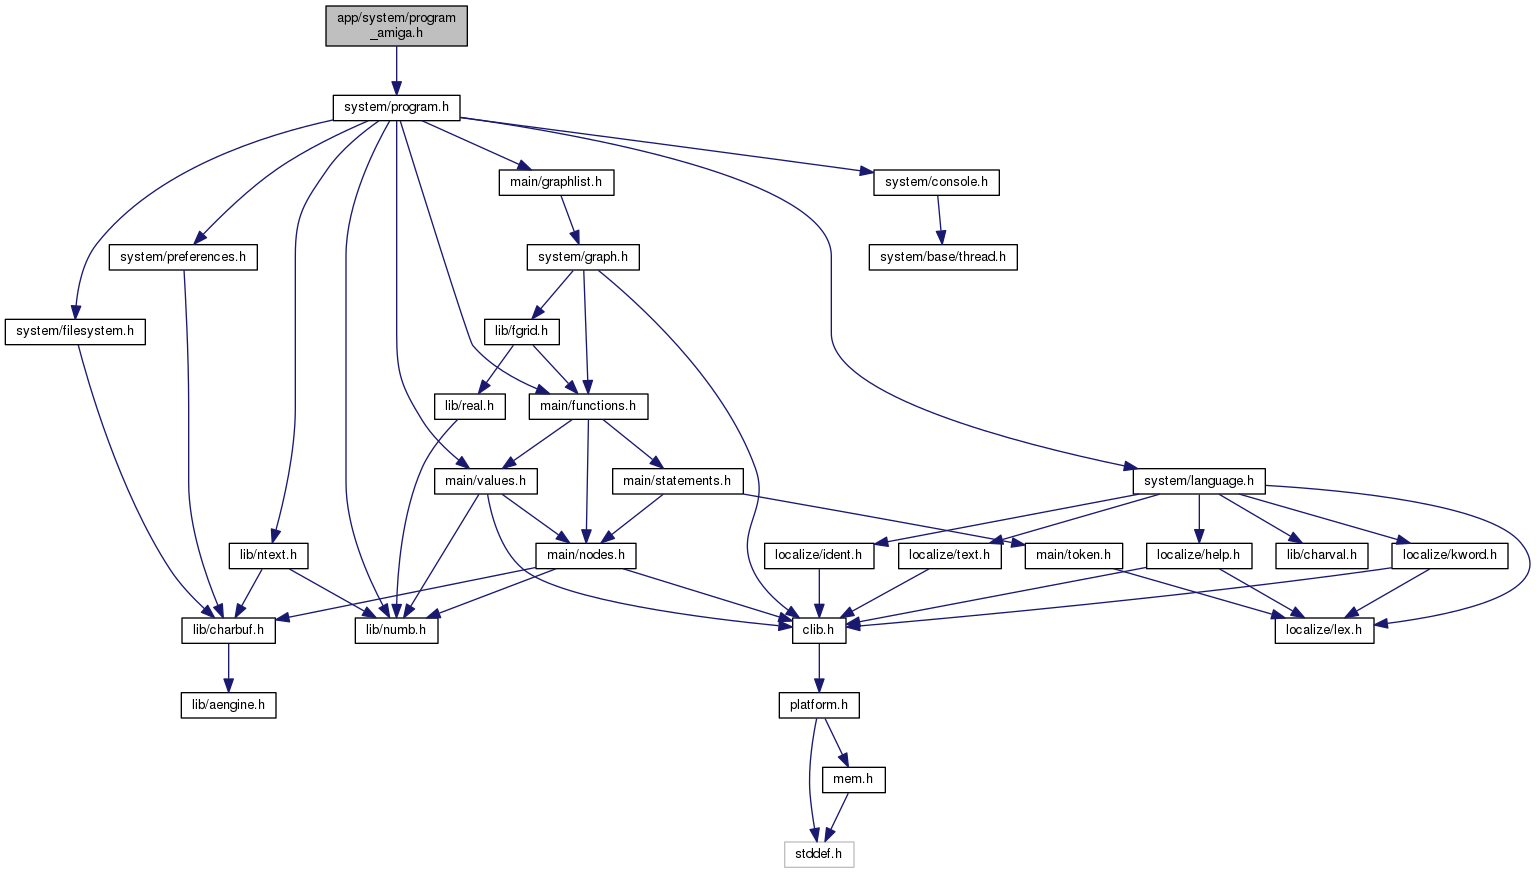 app/system/program
_amiga.h
system/program.h
main/graphlist.h
system/console.h
system/preferences.h
system/graph.h
system/base/thread.h
system/filesystem.h
lib/fgrid.h
lib/real.h
main/functions.h
main/values.h
main/statements.h
system/language.h
lib/ntext.h
main/nodes.h
localize/ident.h
localize/text.h
main/token.h
localize/help.h
lib/charval.h
localize/kword.h
lib/charbuf.h
lib/numb.h
clib.h
localize/lex.h
lib/aengine.h
platform.h
mem.h
stddef.h